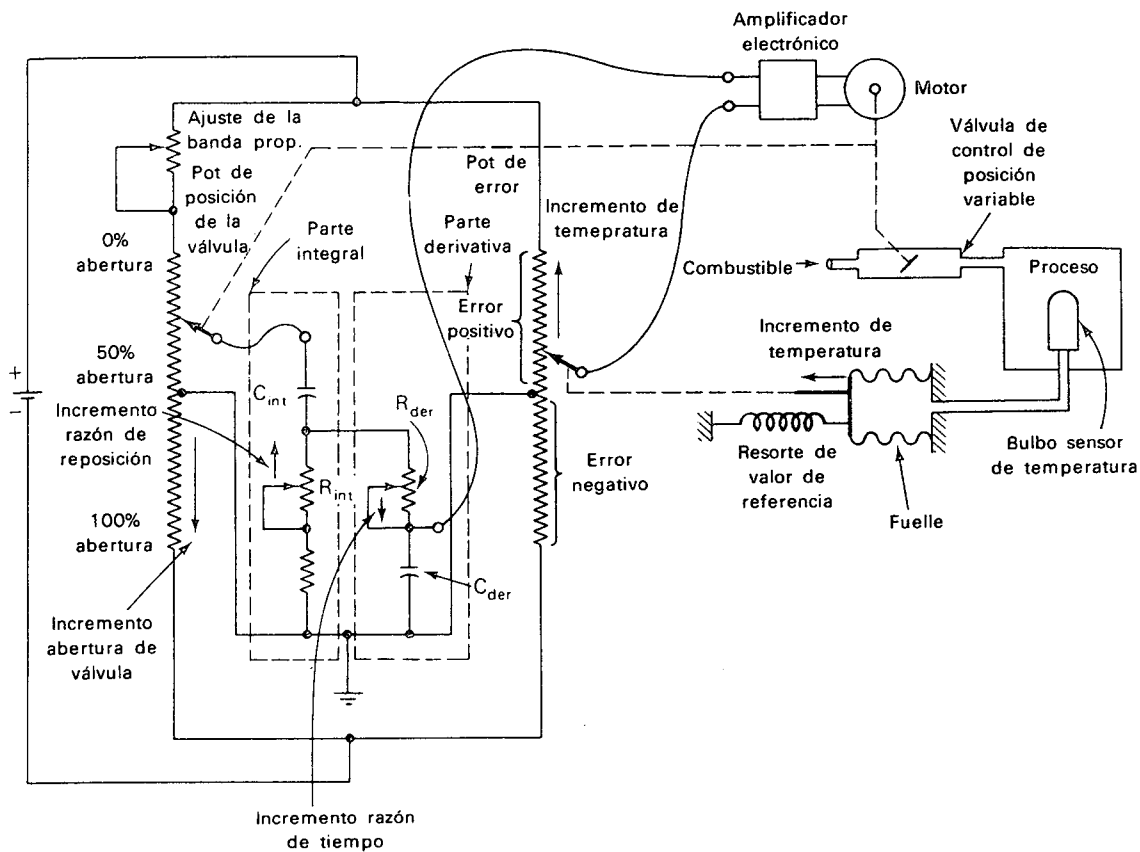 Amplificador
electrónico
Motor
Ajuste de la
banda prop.
Pot de
posición
de la
válvula
0%
abertura
50%
abertura
Incremento
razón de
reposición
100%
abertura
Incremento
abertura de
válvula
Parte
integral
Parte
derivativa
Pot de
error
Incremento de
temepratura
Error
positivo
Error
negativo
C int
R int
R der
C der
Incremento razón
de tiempo
Válvula de
control de
posición
variable
Combustible
Proceso
Incremento de
temperatura
Resorte de
valor de
referencia
Fuelle
Bulbo sensor
de temperatura
+
−